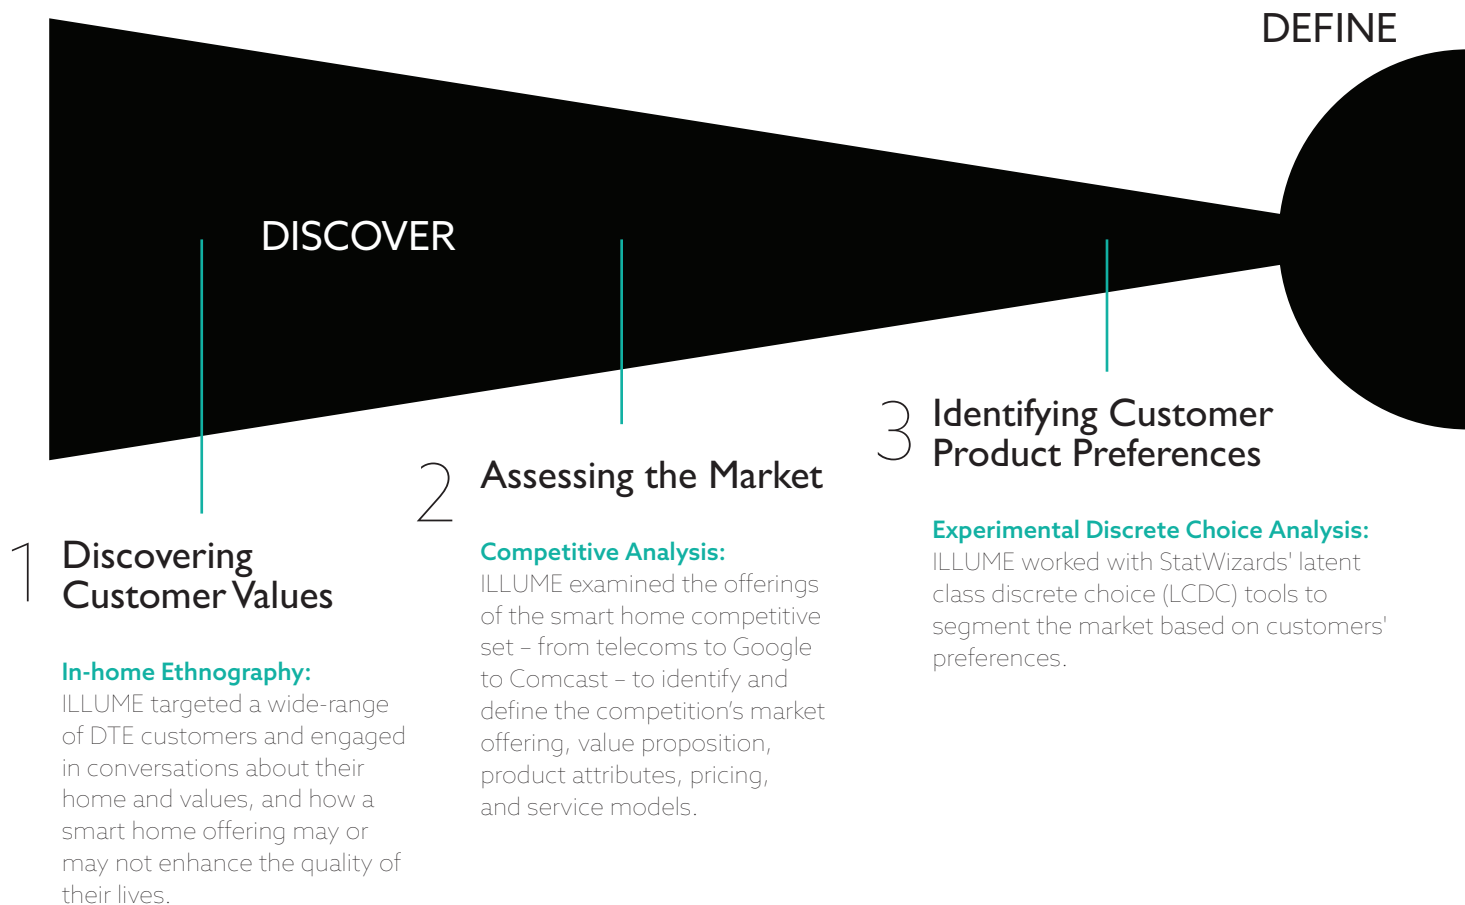 DEFINE
DISCOVER
1
Discovering
Customer Values
In-home Ethnography:
ILLUME targeted a wide-range
of DTE customers and engaged
in conversations about their
home and values, and how a
smart home offering may or
may not enhance the quality of
their lives.
2
Assessing the Market
Competitive Analysis:
ILLUME examined the offerings
of the smart home competitive
set – from telecoms to Google
to Comcast – to identify and
define the competition’s market
offering, value proposition,
product attributes, pricing,
and service models.
3
Identifying Customer
Product Preferences
Experimental Discrete Choice Analysis:
ILLUME worked with StatWizards' latent
class discrete choice (LCDC) tools to
segment the market based on customers'
preferences.